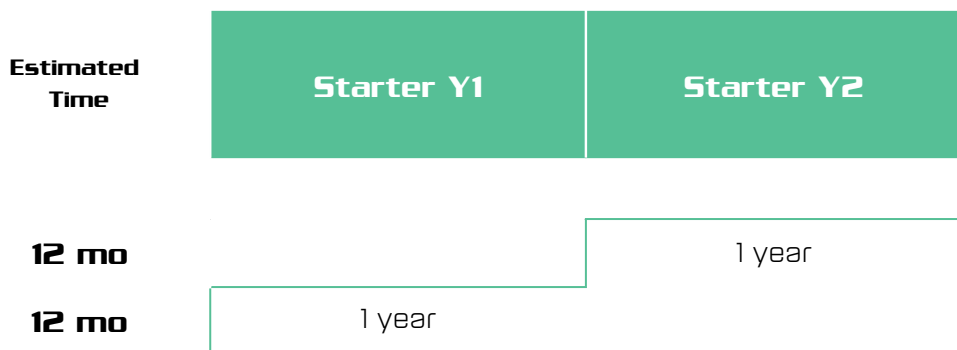 Estimated
Time
Starter Y1
Starter Y2
12 mo
1 year
12 mo
1 year